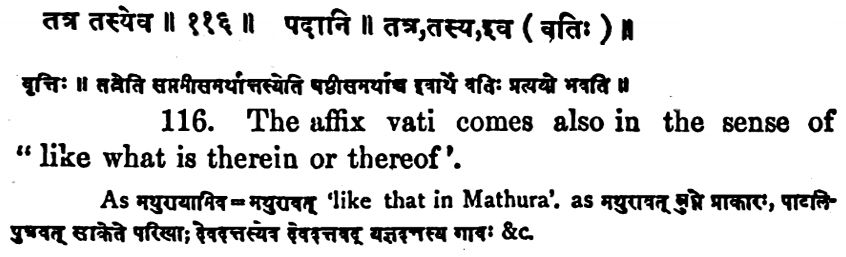 तत्र तस्येव ॥ ११६ ॥ पदानि ॥ तत्र,तस्य,इव ( वतिः ) ॥
वृत्तिः ॥ तत्रेति सप्तमीसमर्थात्तस्येति षष्ठीसमर्थाच्च इवार्थे वतिः प्रत्ययो भवति ॥
116. The affix vati comes also in the sense of
“ like what is therein or thereof’.
As मथुरायामिव = मथुरावत् ‘like that in Mathura’. as मथुरावत् स्रुघ्ने प्राकारः, पाटलि-
पुत्रवत् साकेते परिखा; देवदत्तस्येव देवदत्तवद् यज्ञदत्तस्य गावः &c.